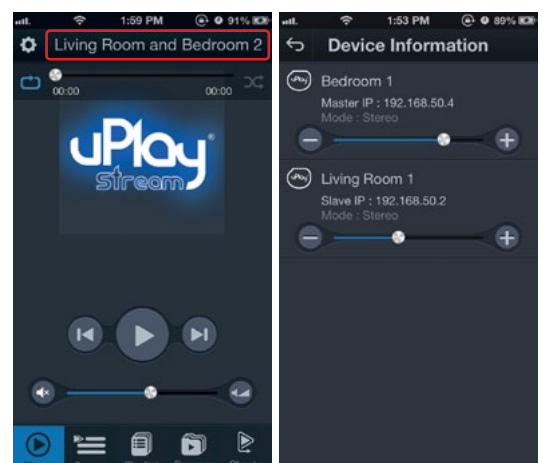 1:59 PM
91%
Living Room and Bedroom 2
00:00
00:00
uPlay
Stream
1:53 PM
89%
Device Information
uPlay
Bedroom 1
Master IP : 192.168.50.4
Mode : Stereo
uPlay
Living Room 1
Slave IP : 192.168.50.2
Mode : Stereo